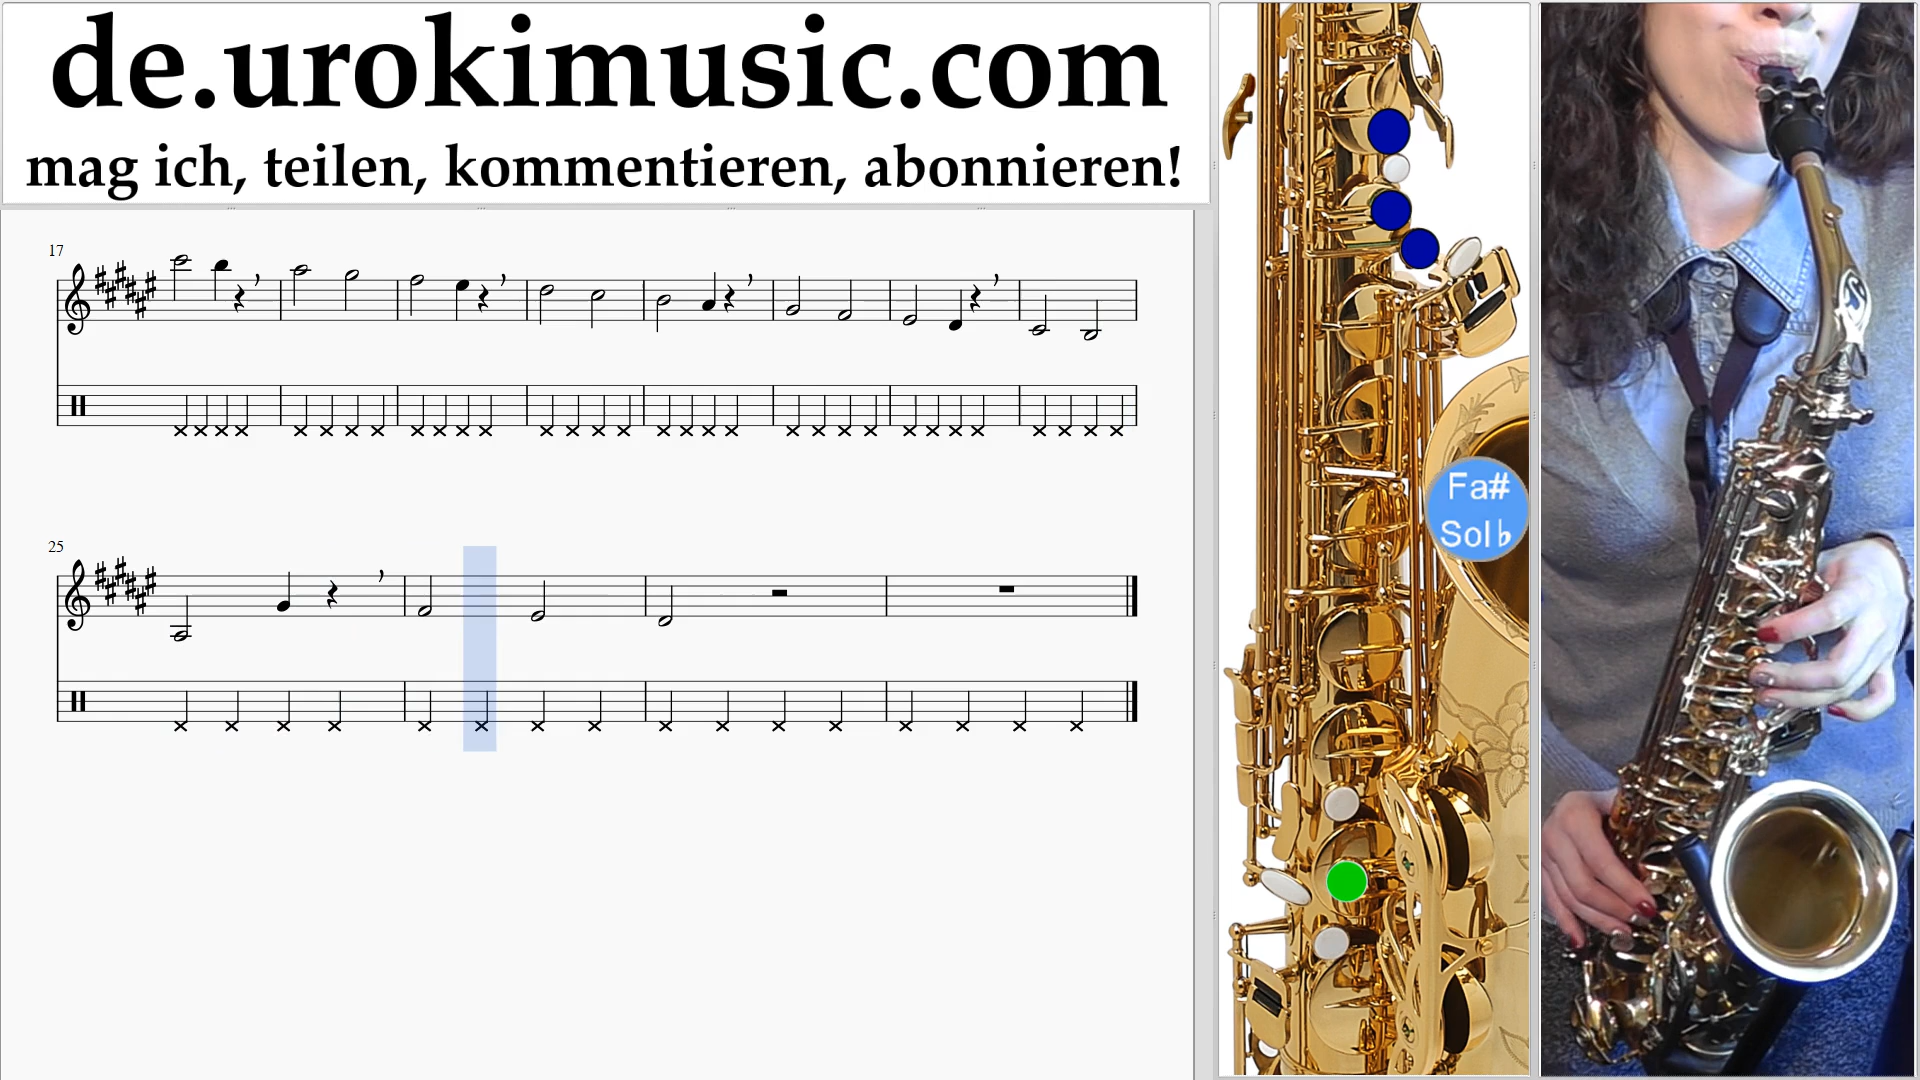 de.urokimusic.com
mag ich, teilen, kommentieren, abonnieren!
17
25
Fa#
Sol♭